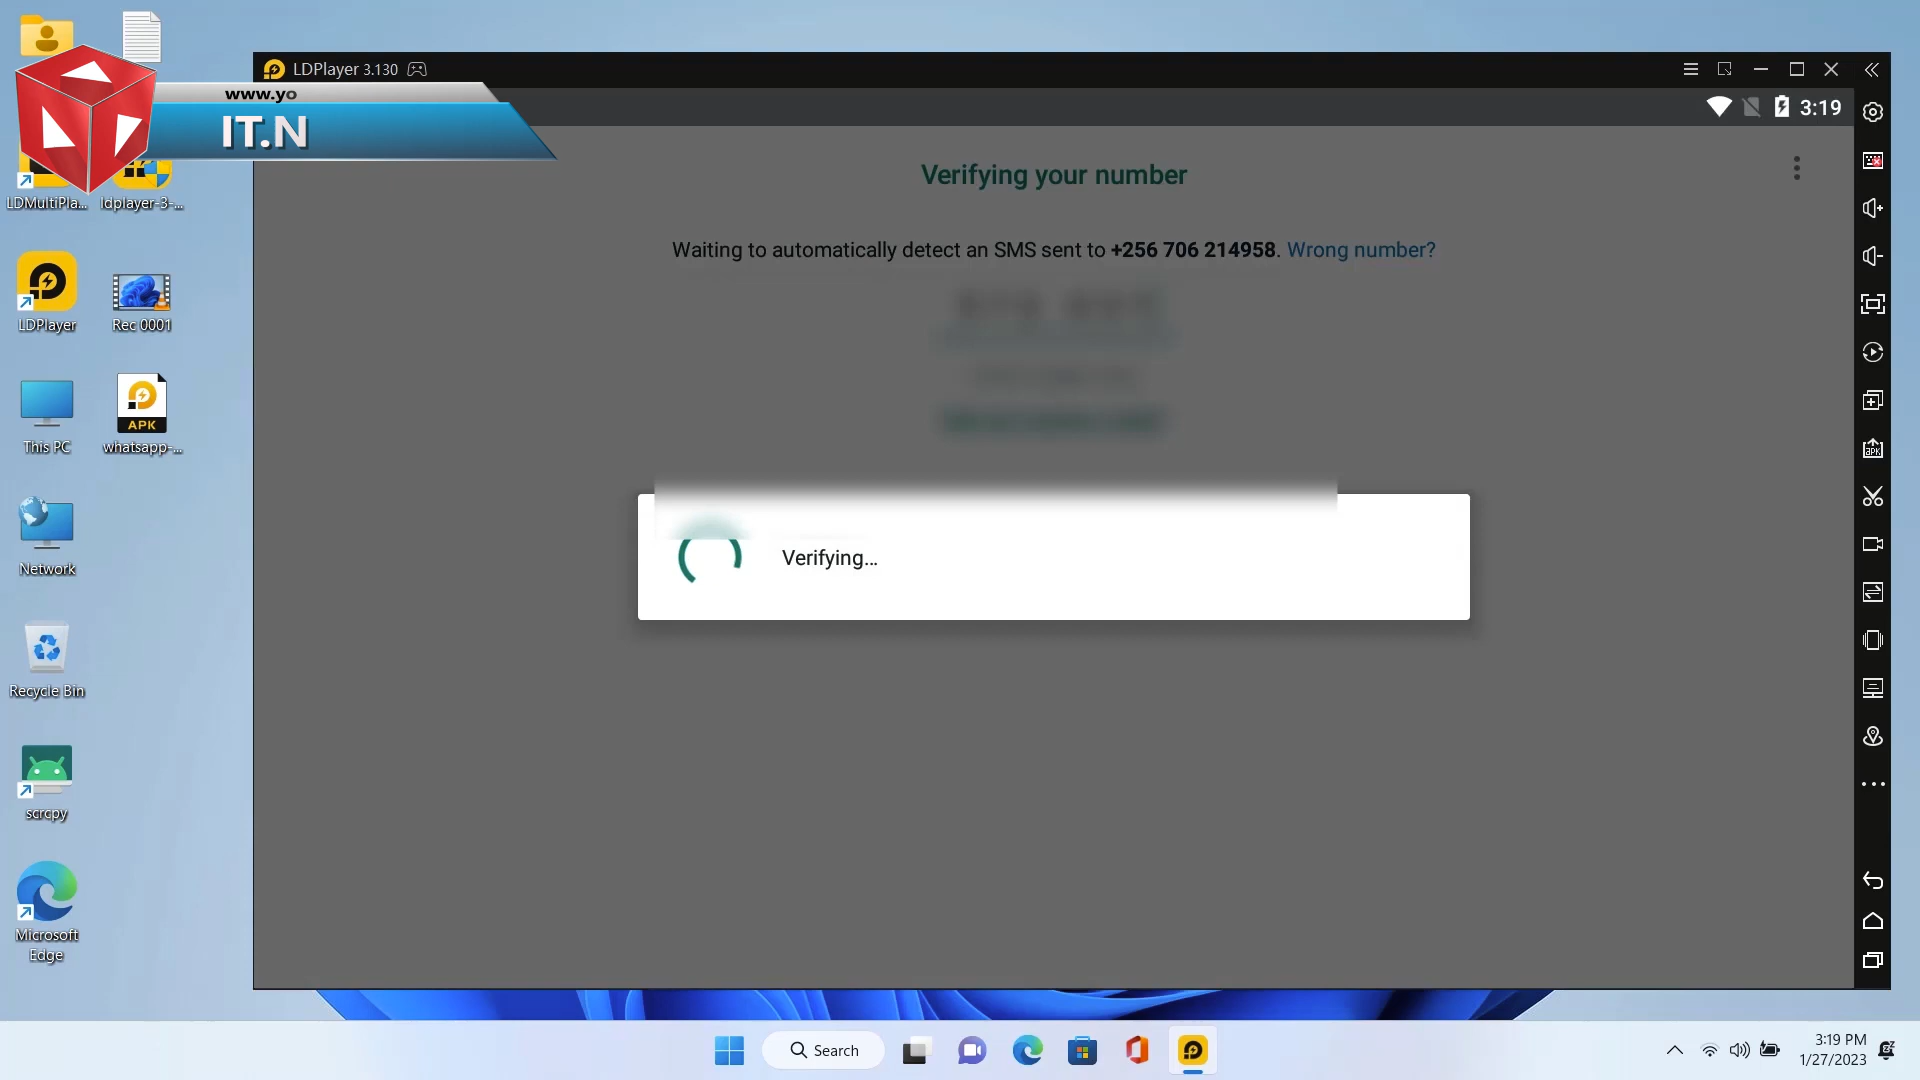 LDPlayer 3.130
www.yo
IT.N
3:19
Verifying your number
Waiting to automatically detect an SMS sent to +256 706 214958. Wrong number?
Verifying...
LDMultiPla...
ldplayer-3-...
LDPlayer
Rec 0001
This PC
APK
whatsapp-...
Network
Recycle Bin
scrcpy
Microsoft
Edge
APK
Search
3:19 PM
1/27/2023